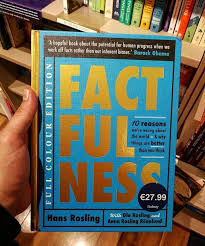 'A hopeful book about the potential for human progress when we
work off facts rather than our inherent biases.' Barack Obama
FULL COLOUR EDITION
FACT
FUL
NESS
10 reasons
we're wrong about
the world & why
things are better
than you think
€27.99
Hans Rosling
with Ola Rosling and
Anna Rosling Rönnlund